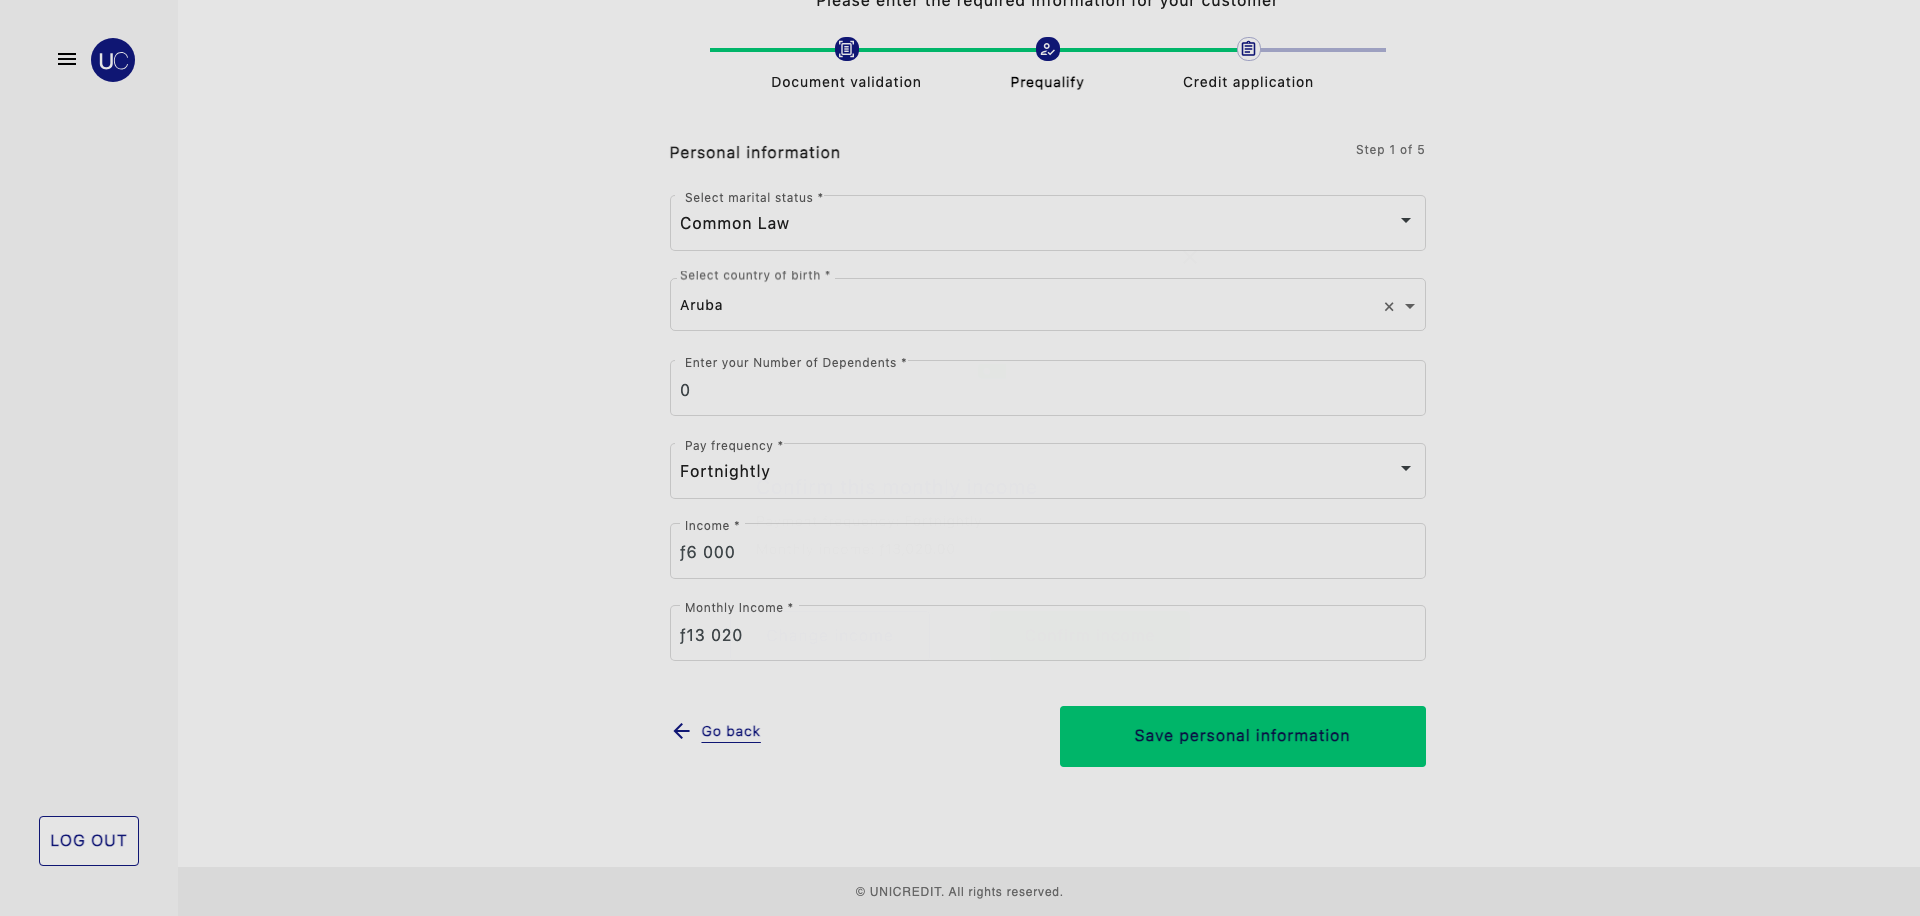 Please enter the required information for your customer
UC
Document validation
Prequalify
Credit application
Personal information
Step 1 of 5
Select marital status *
Common Law
Select country of birth *
Aruba
Enter your Number of Dependents *
0
Pay frequency *
Fortnightly
Income *
ƒ6 000
Monthly Income *
ƒ13 020
Go back
Save personal information
LOG OUT
© UNICREDIT. All rights reserved.